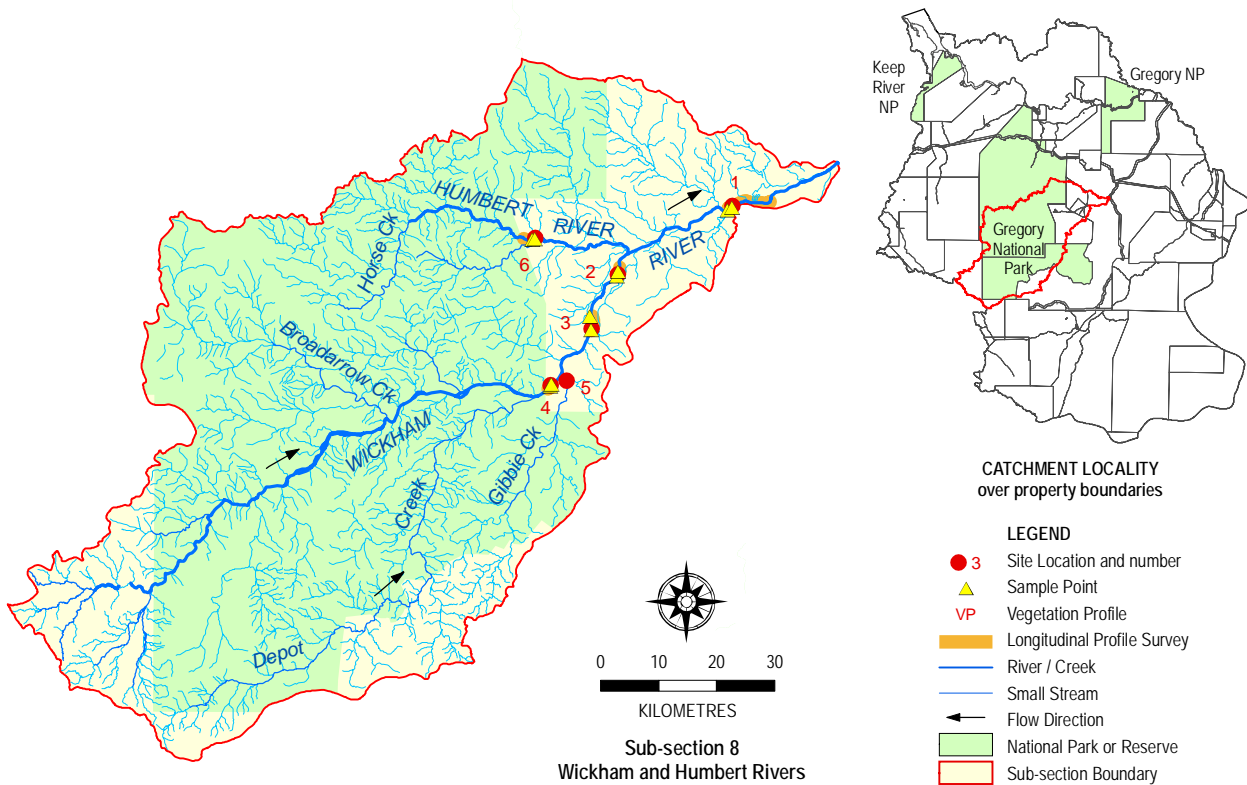 Keep
River
NP
Gregory NP
Gregory
National
Park
CATCHMENT LOCALITY
over property boundaries
HUMBERT
RIVER
RIVER
Horse Ck
Broadarrow Ck
WICKHAM
Creek
Gibbie Ck
Depot
1
2
3
4
5
6
0 10 20 30
KILOMETRES
Sub-section 8
Wickham and Humbert Rivers
LEGEND
3 Site Location and number
Sample Point
VP Vegetation Profile
Longitudinal Profile Survey
River / Creek
Small Stream
Flow Direction
National Park or Reserve
Sub-section Boundary